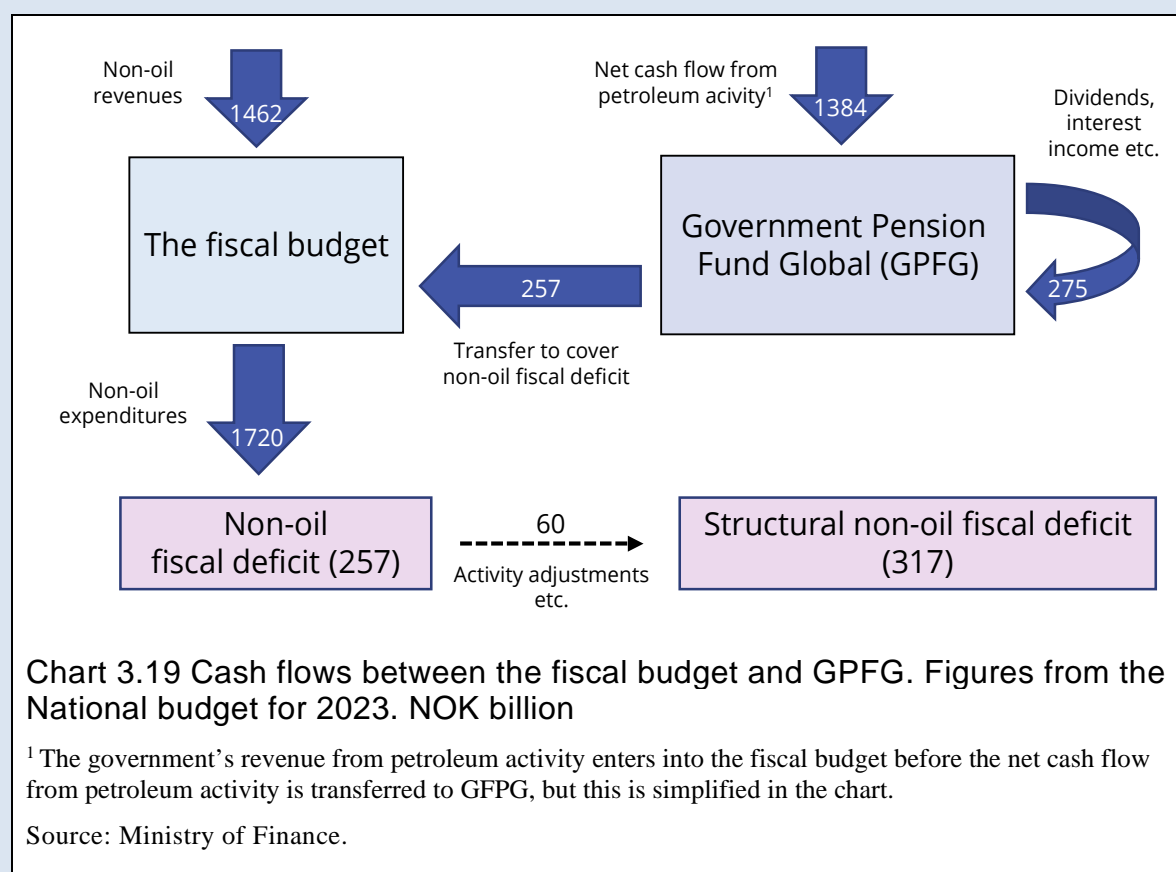 Non-oil
revenues
1462
Net cash flow from
petroleum acivity¹
1384
Dividends,
interest
income etc.
The fiscal budget
Government Pension
Fund Global (GPFG)
257
275
Transfer to cover
non-oil fiscal deficit
Non-oil
expenditures
1720
Non-oil
fiscal deficit (257)
60
Activity adjustments
etc.
Structural non-oil fiscal deficit
(317)
Chart 3.19 Cash flows between the fiscal budget and GPFG. Figures from the
National budget for 2023. NOK billion
¹ The government’s revenue from petroleum activity enters into the fiscal budget before the net cash flow
from petroleum activity is transferred to GFPG, but this is simplified in the chart.
Source: Ministry of Finance.